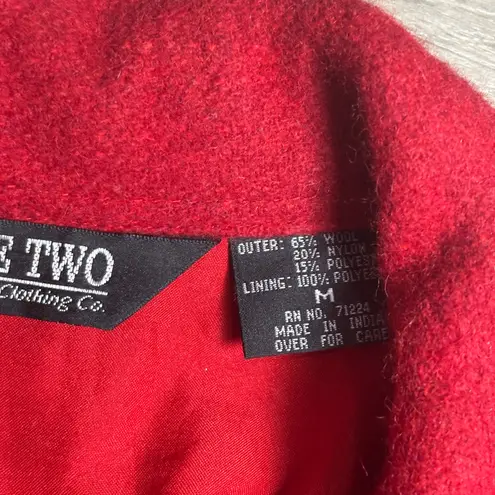 E TWO
Clothing Co.
OUTER: 65% WOOL
20% NYLON
15% POLYES
LINING: 100% POLYES
M
RN NO. 71224
MADE IN INDIA
OVER FOR CARE